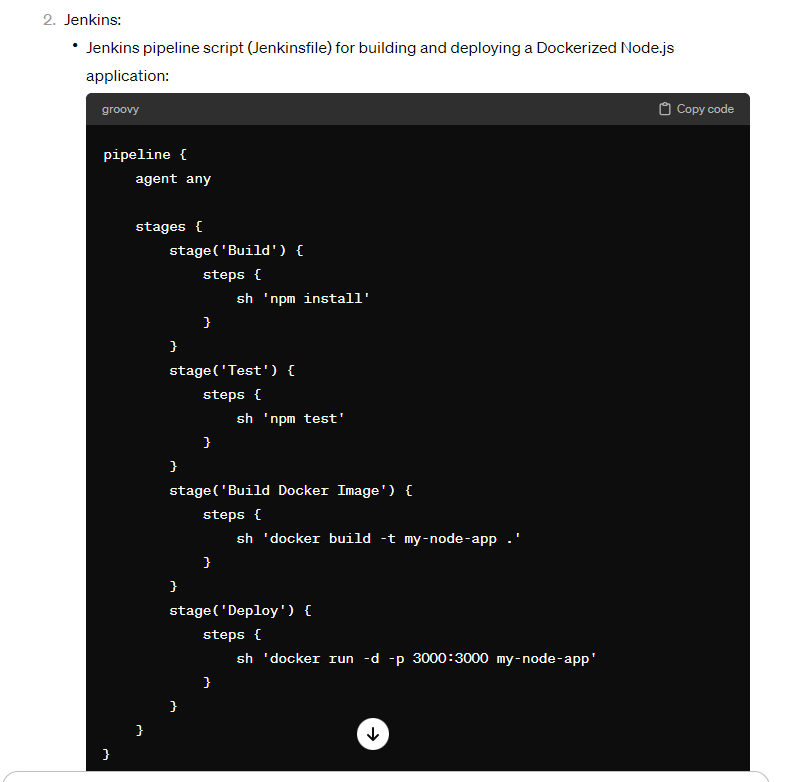 2. Jenkins:
• Jenkins pipeline script (Jenkinsfile) for building and deploying a Dockerized Node.js
application:
groovy Copy code
pipeline {
    agent any

    stages {
        stage('Build') {
            steps {
                sh 'npm install'
            }
        }
        stage('Test') {
            steps {
                sh 'npm test'
            }
        }
        stage('Build Docker Image') {
            steps {
                sh 'docker build -t my-node-app .'
            }
        }
        stage('Deploy') {
            steps {
                sh 'docker run -d -p 3000:3000 my-node-app'
            }
        }
    }
}